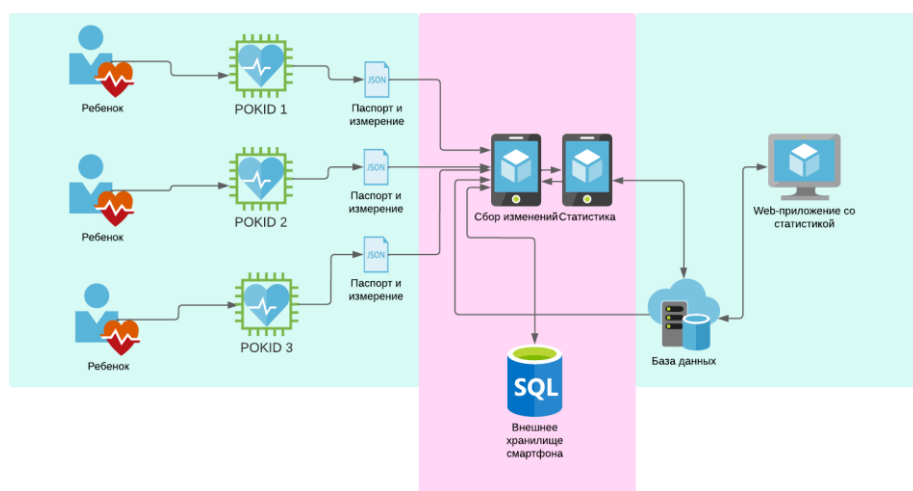 Ребенок
POKID 1
JSON
Паспорт и
измерение
Ребенок
POKID 2
JSON
Паспорт и
измерение
Ребенок
POKID 3
JSON
Паспорт и
измерение
Сбор изменений
Статистика
SQL
Внешнее
хранилище
смартфона
База данных
Web-приложение со
статистикой